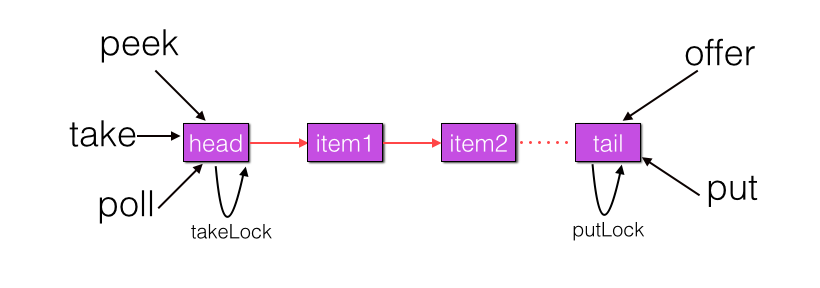 peek
offer
take
head
item1
item2
tail
poll
put
takeLock
putLock